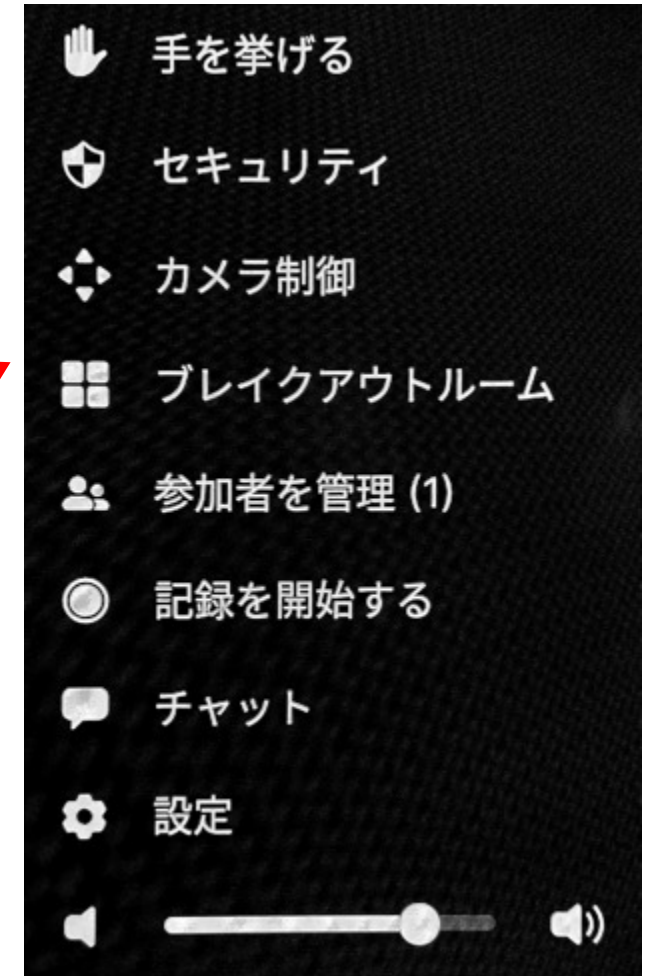 手を挙げる
セキュリティ
カメラ制御
ブレイクアウトルーム
参加者を管理 (1)
記録を開始する
チャット
設定